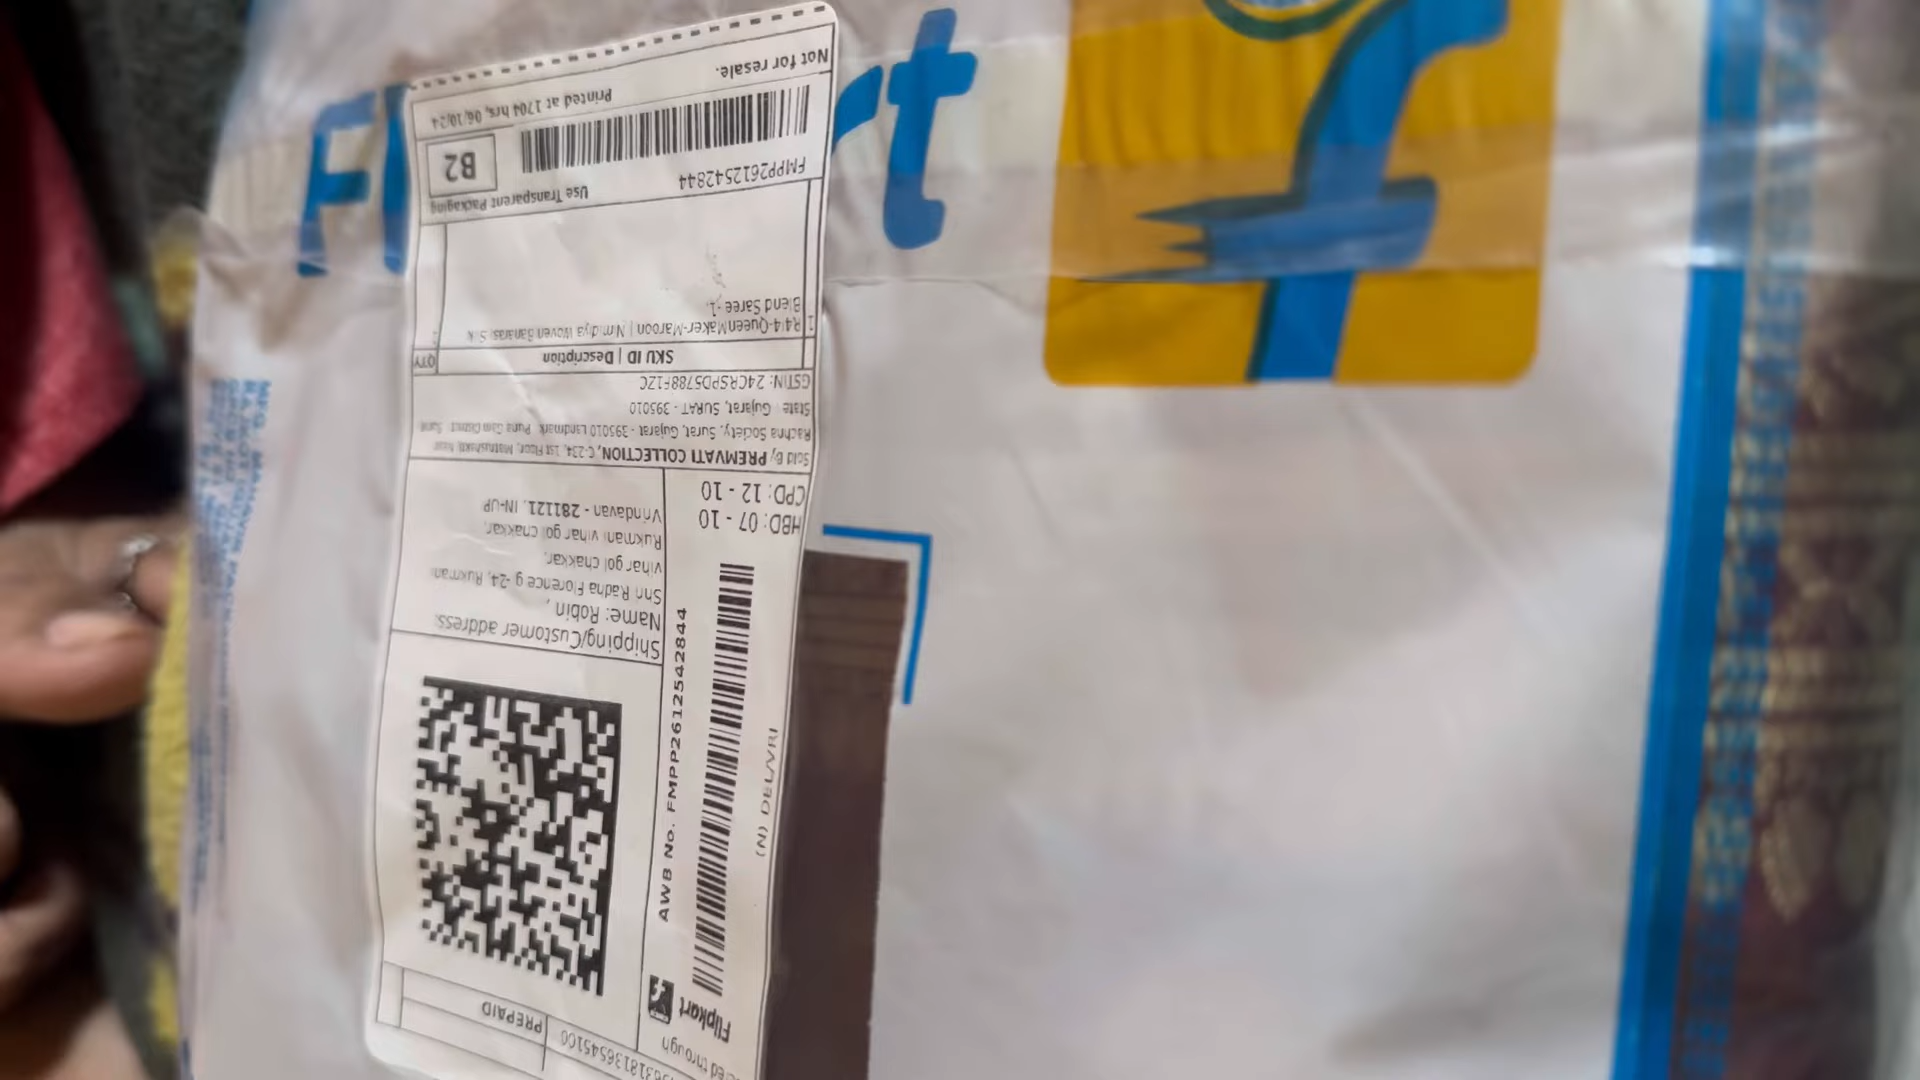 Flipkart
PREPAID
Flipkart
AWB No. FMPP2612542844
(N) DEL/VRI
HBD: 07 - 10
CPD: 12 - 10
Shipping/Customer address:
Name: Robin ,
Shri Radha Florence g -24, Rukmani
vihar gol chakkar,
Rukmani vihar gol chakkar,
Vrindavan - 281121, IN-UP
Sold By PREMVATI COLLECTION, C-234, 1st Floor,
Rachna Society, Surat, Gujarat - 395010 Landmark
State Gujarat, SURAT - 395010
GSTIN: 24CRSPD5788F1ZC
SKU ID | Description QTY
1 QueenMaker-Maroon | Woven Banarasi Silk
Blend Saree -1.
FMPP2612542844 Use Transparent Packaging
B2
Printed at 1704 hrs, 06/10/24
Not for resale.